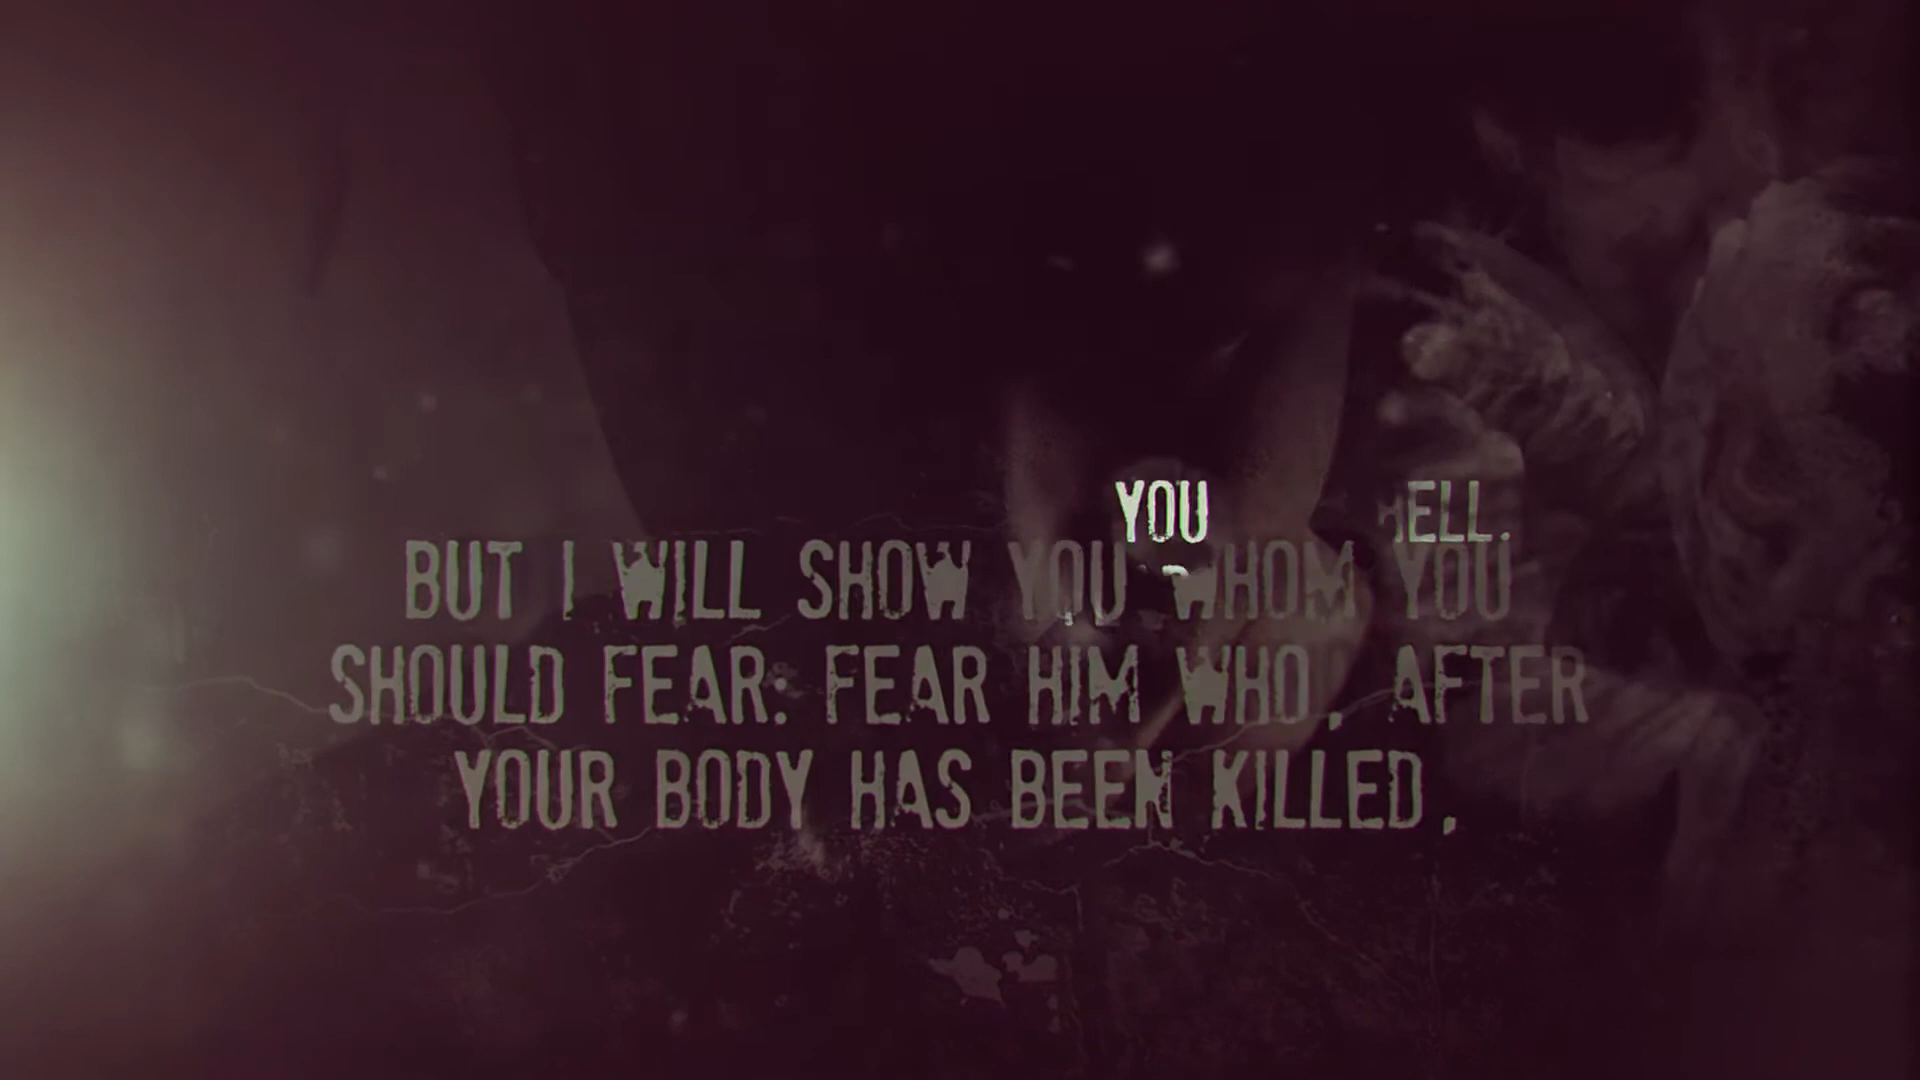 YOU HELL.
BUT I WILL SHOW YOU WHOM YOU
SHOULD FEAR: FEAR HIM WHO, AFTER
YOUR BODY HAS BEEN KILLED,